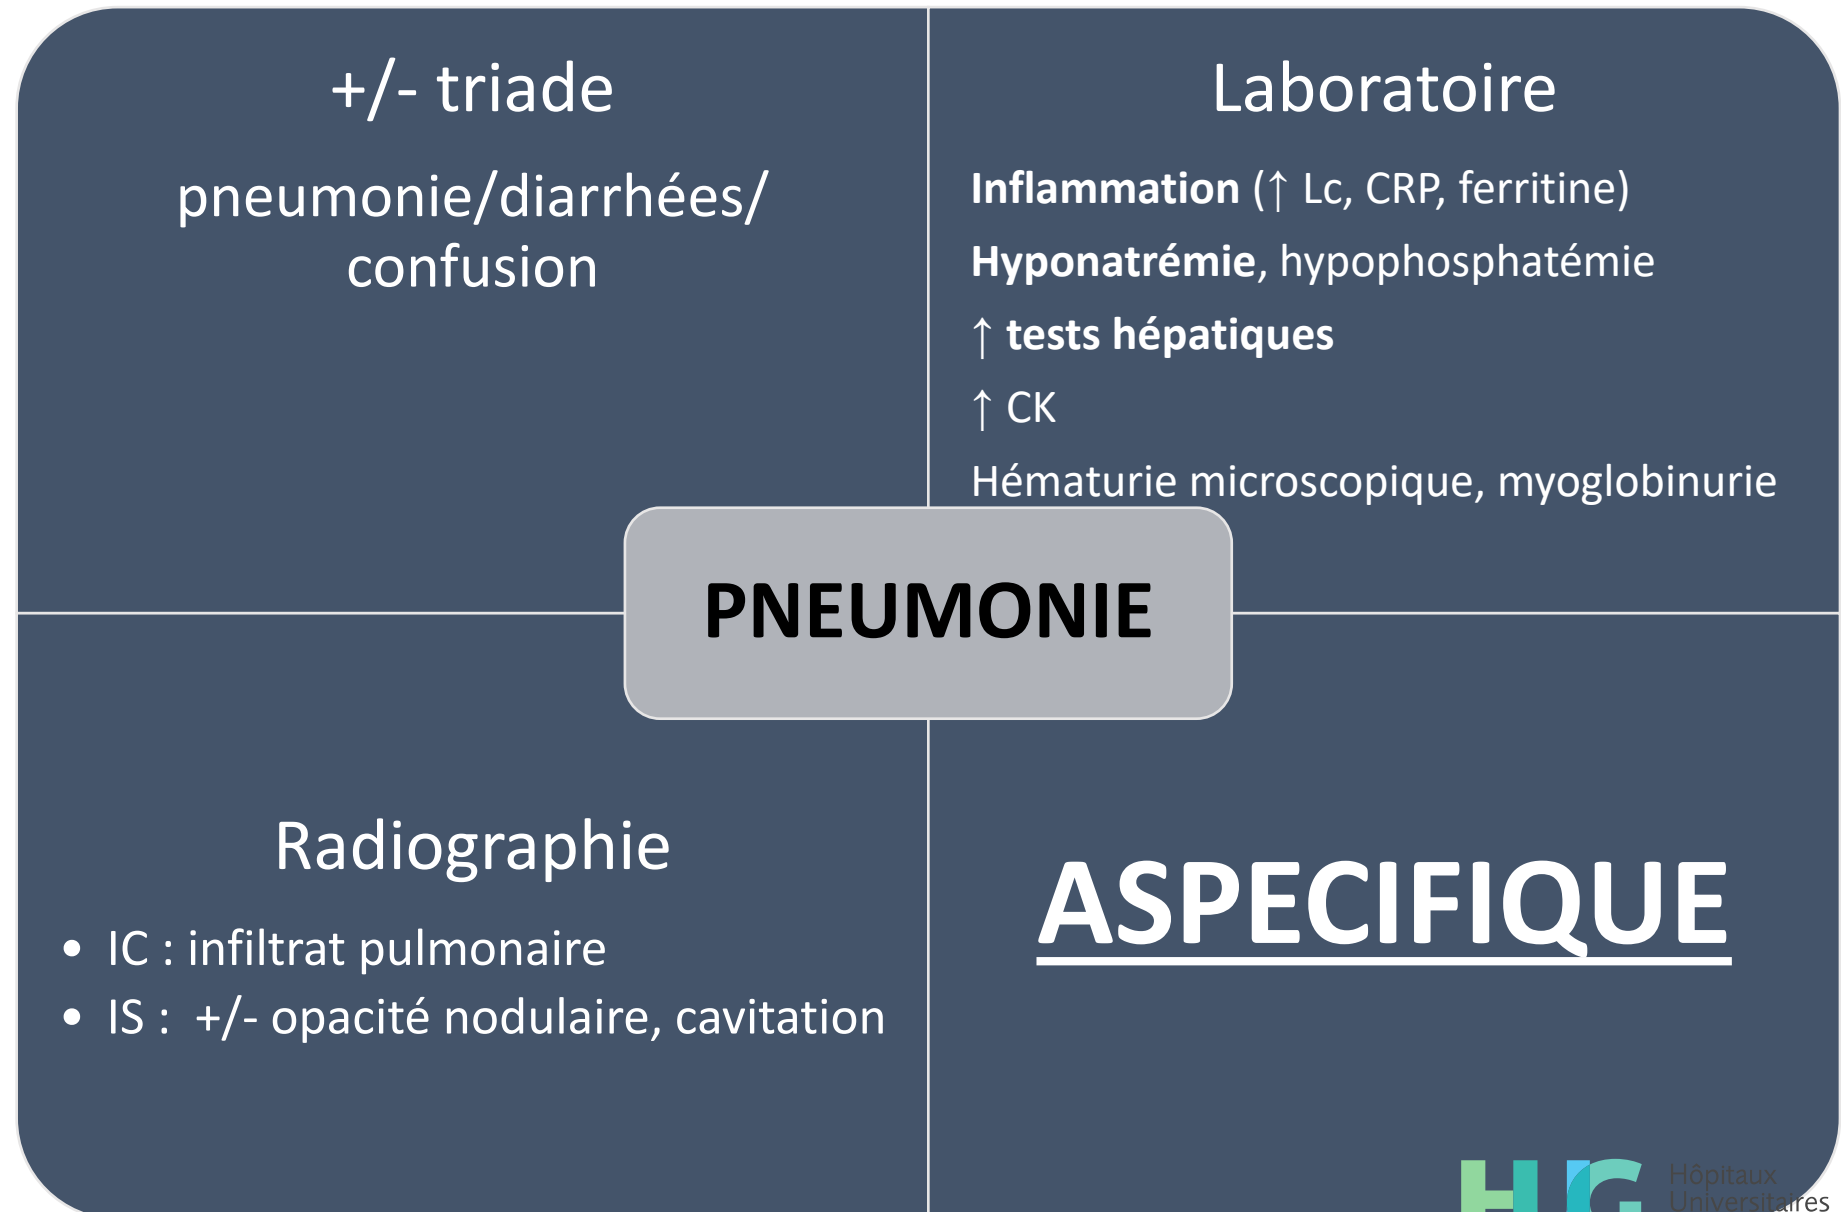 +/- triade
pneumonie/diarrhées/
confusion
Laboratoire
Inflammation (↑ Lc, CRP, ferritine)
Hyponatrémie, hypophosphatémie
↑ tests hépatiques
↑ CK
Hématurie microscopique, myoglobinurie
PNEUMONIE
Radiographie
• IC : infiltrat pulmonaire
• IS : +/- opacité nodulaire, cavitation
ASPECIFIQUE
HUG
Hôpitaux
Universitaires